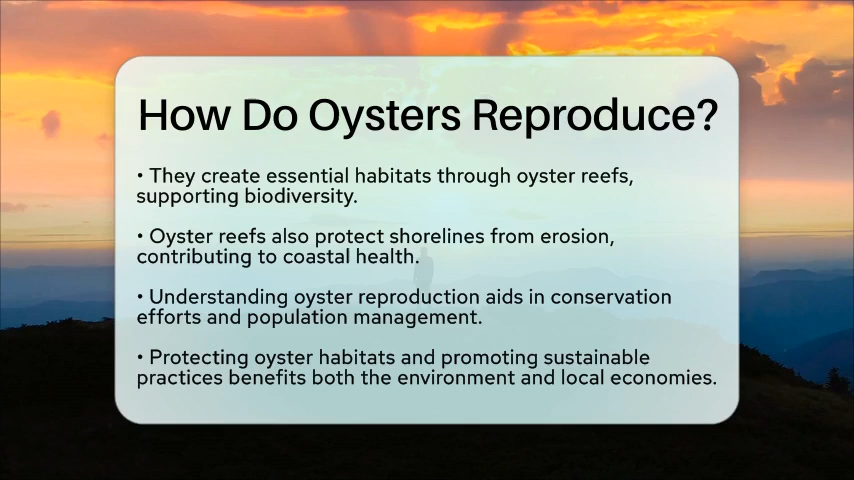 How Do Oysters Reproduce?
• They create essential habitats through oyster reefs,
supporting biodiversity.
• Oyster reefs also protect shorelines from erosion,
contributing to coastal health.
• Understanding oyster reproduction aids in conservation
efforts and population management.
• Protecting oyster habitats and promoting sustainable
practices benefits both the environment and local economies.